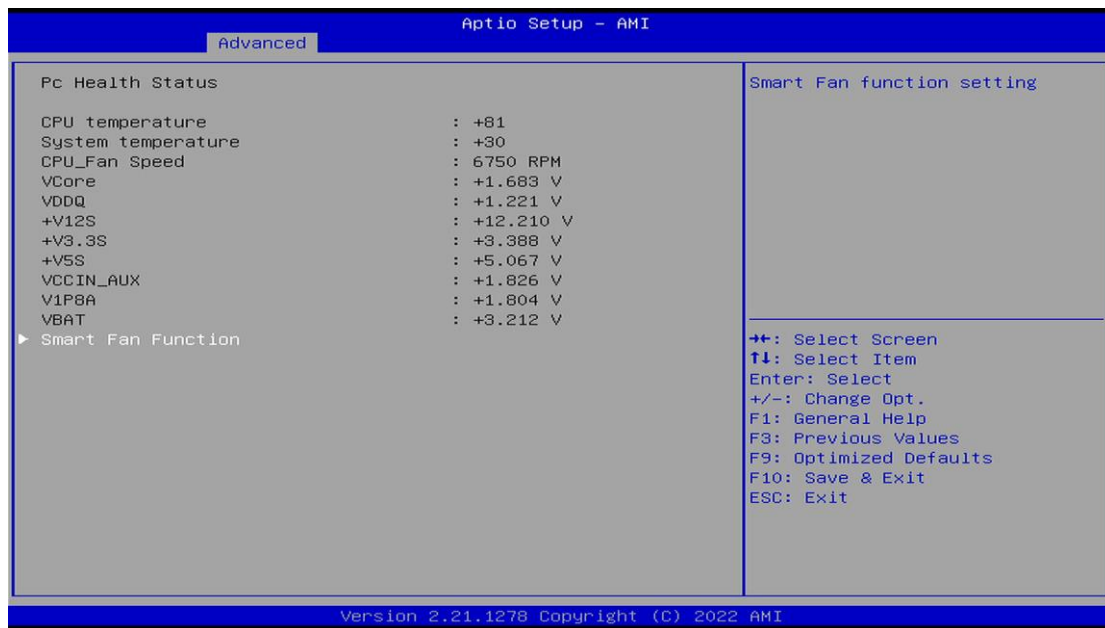 Aptio Setup - AMI
Advanced
Pc Health Status
CPU temperature : +81
System temperature : +30
CPU_Fan Speed : 6750 RPM
VCore : +1.683 V
VDDQ : +1.221 V
+V12S : +12.210 V
+V3.3S : +3.388 V
+V5S : +5.067 V
VCCIN_AUX : +1.826 V
V1P8A : +1.804 V
VBAT : +3.212 V
▶ Smart Fan Function
Smart Fan function setting
→←: Select Screen
↑↓: Select Item
Enter: Select
+/-: Change Opt.
F1: General Help
F3: Previous Values
F9: Optimized Defaults
F10: Save & Exit
ESC: Exit
Version 2.21.1278 Copyright (C) 2022 AMI